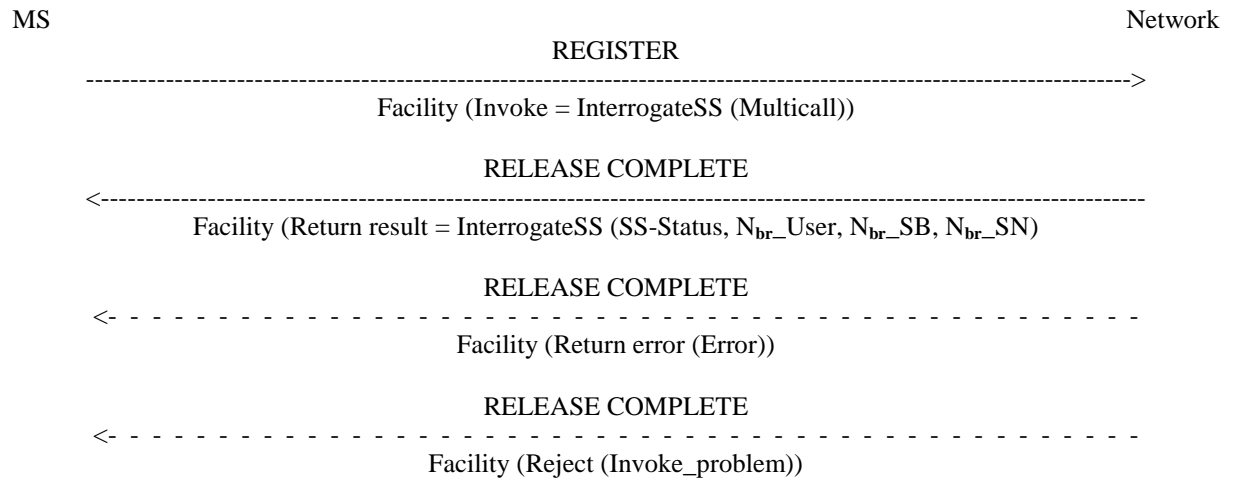 MS Network
REGISTER
------------------------------------------------------------------------------------------------------------------------>
Facility (Invoke = InterrogateSS (Multicall))
RELEASE COMPLETE
<------------------------------------------------------------------------------------------------------------------------
Facility (Return result = InterrogateSS (SS-Status, Nbr_User, Nbr_SB, Nbr_SN)
RELEASE COMPLETE
<- - - - - - - - - - - - - - - - - - - - - - - - - - - - - - - - - - - - - - - - - - - - - - - -
Facility (Return error (Error))
RELEASE COMPLETE
<- - - - - - - - - - - - - - - - - - - - - - - - - - - - - - - - - - - - - - - - - - - - - - - -
Facility (Reject (Invoke_problem))